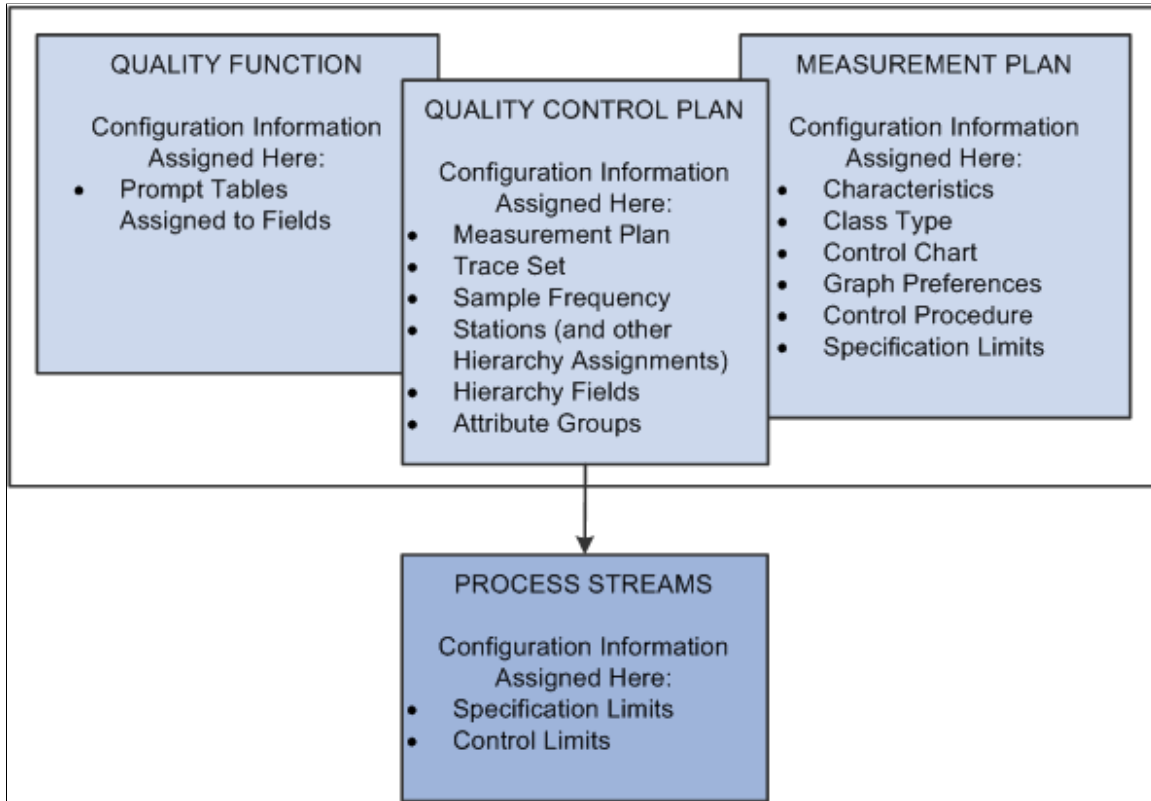 QUALITY FUNCTION
Configuration Information
Assigned Here:
• Prompt Tables
Assigned to Fields
QUALITY CONTROL PLAN
Configuration Information
Assigned Here:
• Measurement Plan
• Trace Set
• Sample Frequency
• Stations (and other
Hierarchy Assignments)
• Hierarchy Fields
• Attribute Groups
MEASUREMENT PLAN
Configuration Information
Assigned Here:
• Characteristics
• Class Type
• Control Chart
• Graph Preferences
• Control Procedure
• Specification Limits
PROCESS STREAMS
Configuration Information
Assigned Here:
• Specification Limits
• Control Limits